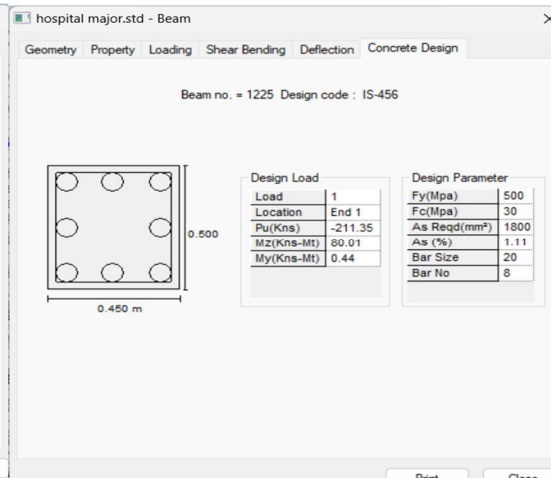 hospital major.std - Beam
Geometry Property Loading Shear Bending Deflection Concrete Design
Beam no. = 1225 Design code : IS-456
0.500
0.450 m
Design Load
Load 1
Location End 1
Pu(Kns) -211.35
Mz(Kns-Mt) 80.01
My(Kns-Mt) 0.44
Design Parameter
Fy(Mpa) 500
Fc(Mpa) 30
As Reqd(mm²) 1800
As (%) 1.11
Bar Size 20
Bar No 8
Print Close